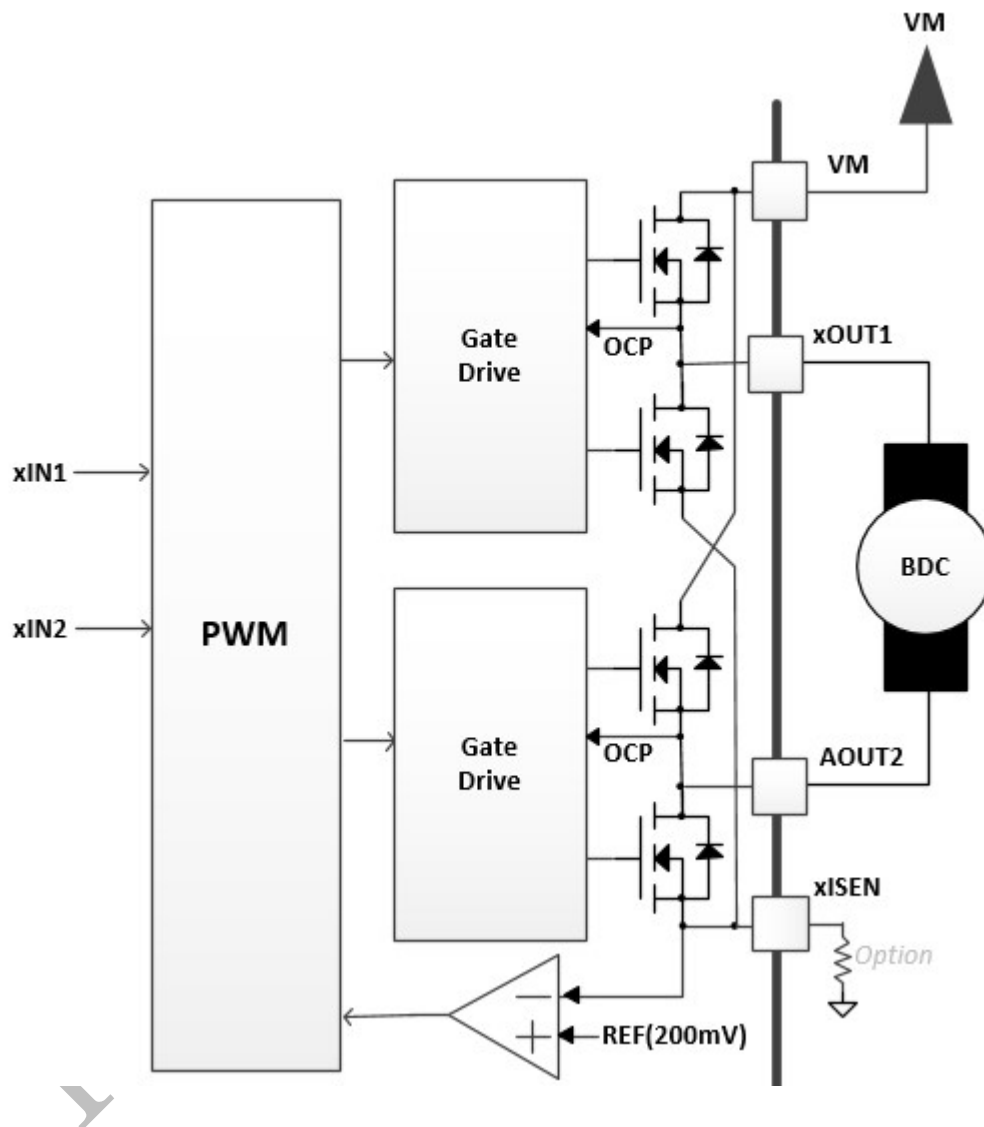 VM
VM
xOUT1
Gate
Drive
OCP
xIN1
BDC
xIN2
PWM
Gate
Drive
OCP
AOUT2
xISEN
Option
REF(200mV)